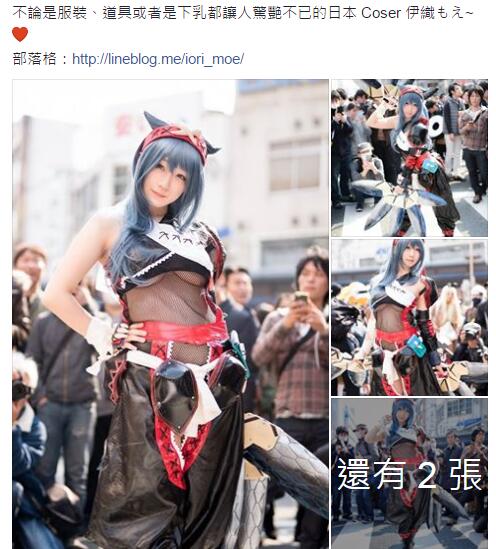 不論是服裝、道具或者是下乳都讓人驚艷不已的日本 Coser 伊織もえ~
部落格：http://lineblog.me/iori_moe/
還有 2 張